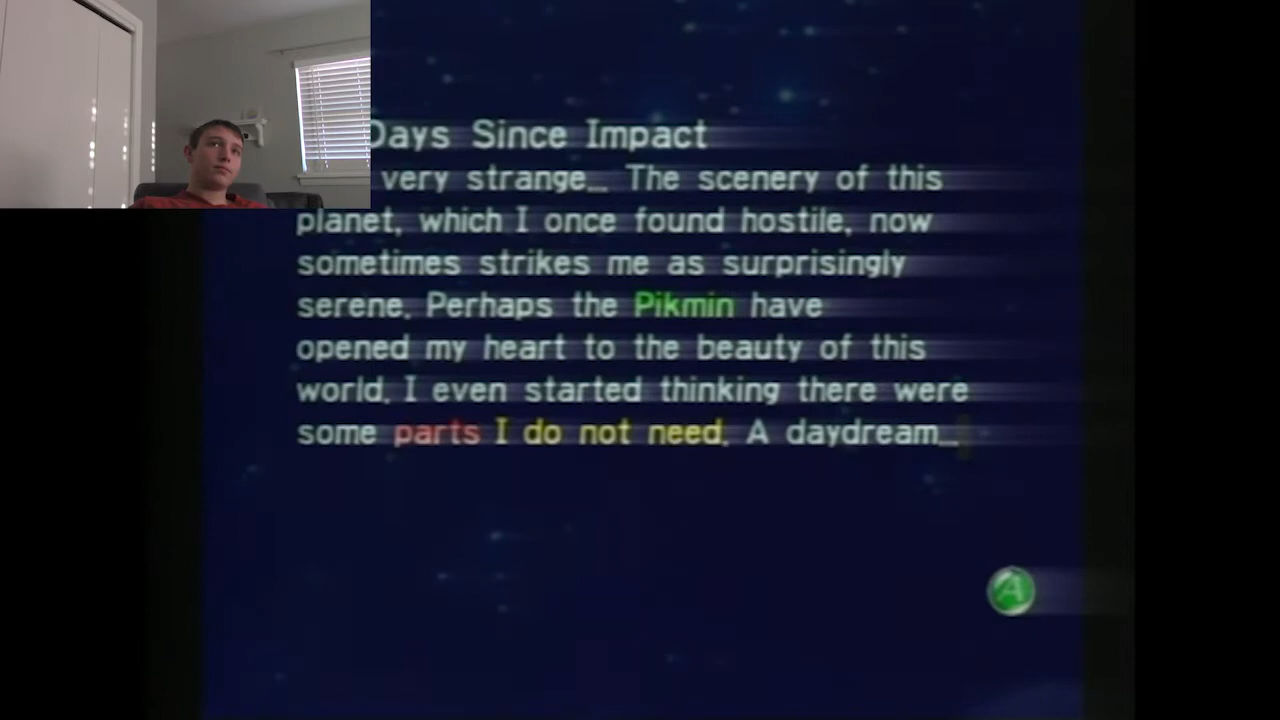 Days Since Impact
very strange... The scenery of this
planet, which I once found hostile, now
sometimes strikes me as surprisingly
serene. Perhaps the Pikmin have
opened my heart to the beauty of this
world. I even started thinking there were
some parts I do not need. A daydream...
A